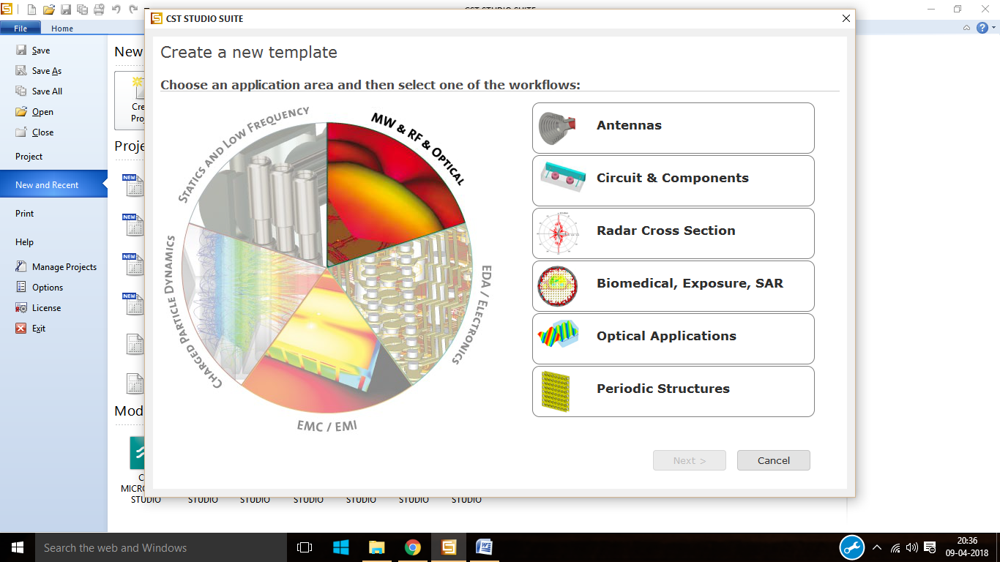 CST STUDIO SUITE
File
Home
Save
Save As
Save All
Open
Close
Project
New and Recent
Print
Help
Manage Projects
Options
License
Exit
New
Cre
Pro
Proje
NEW
NEW
NEW
NEW
Mod
C
MICRO
STUDIO
STUDIO
STUDIO
STUDIO
STUDIO
STUDIO
STUDIO
CST STUDIO SUITE
Create a new template
Choose an application area and then select one of the workflows:
STATICS AND LOW FREQUENCY
MW & RF & OPTICAL
EDA / ELECTRONICS
EMC / EMI
CHARGED PARTICLE DYNAMICS
Antennas
Circuit & Components
Radar Cross Section
Biomedical, Exposure, SAR
Optical Applications
Periodic Structures
Next >
Cancel
Search the web and Windows
20:36
09-04-2018